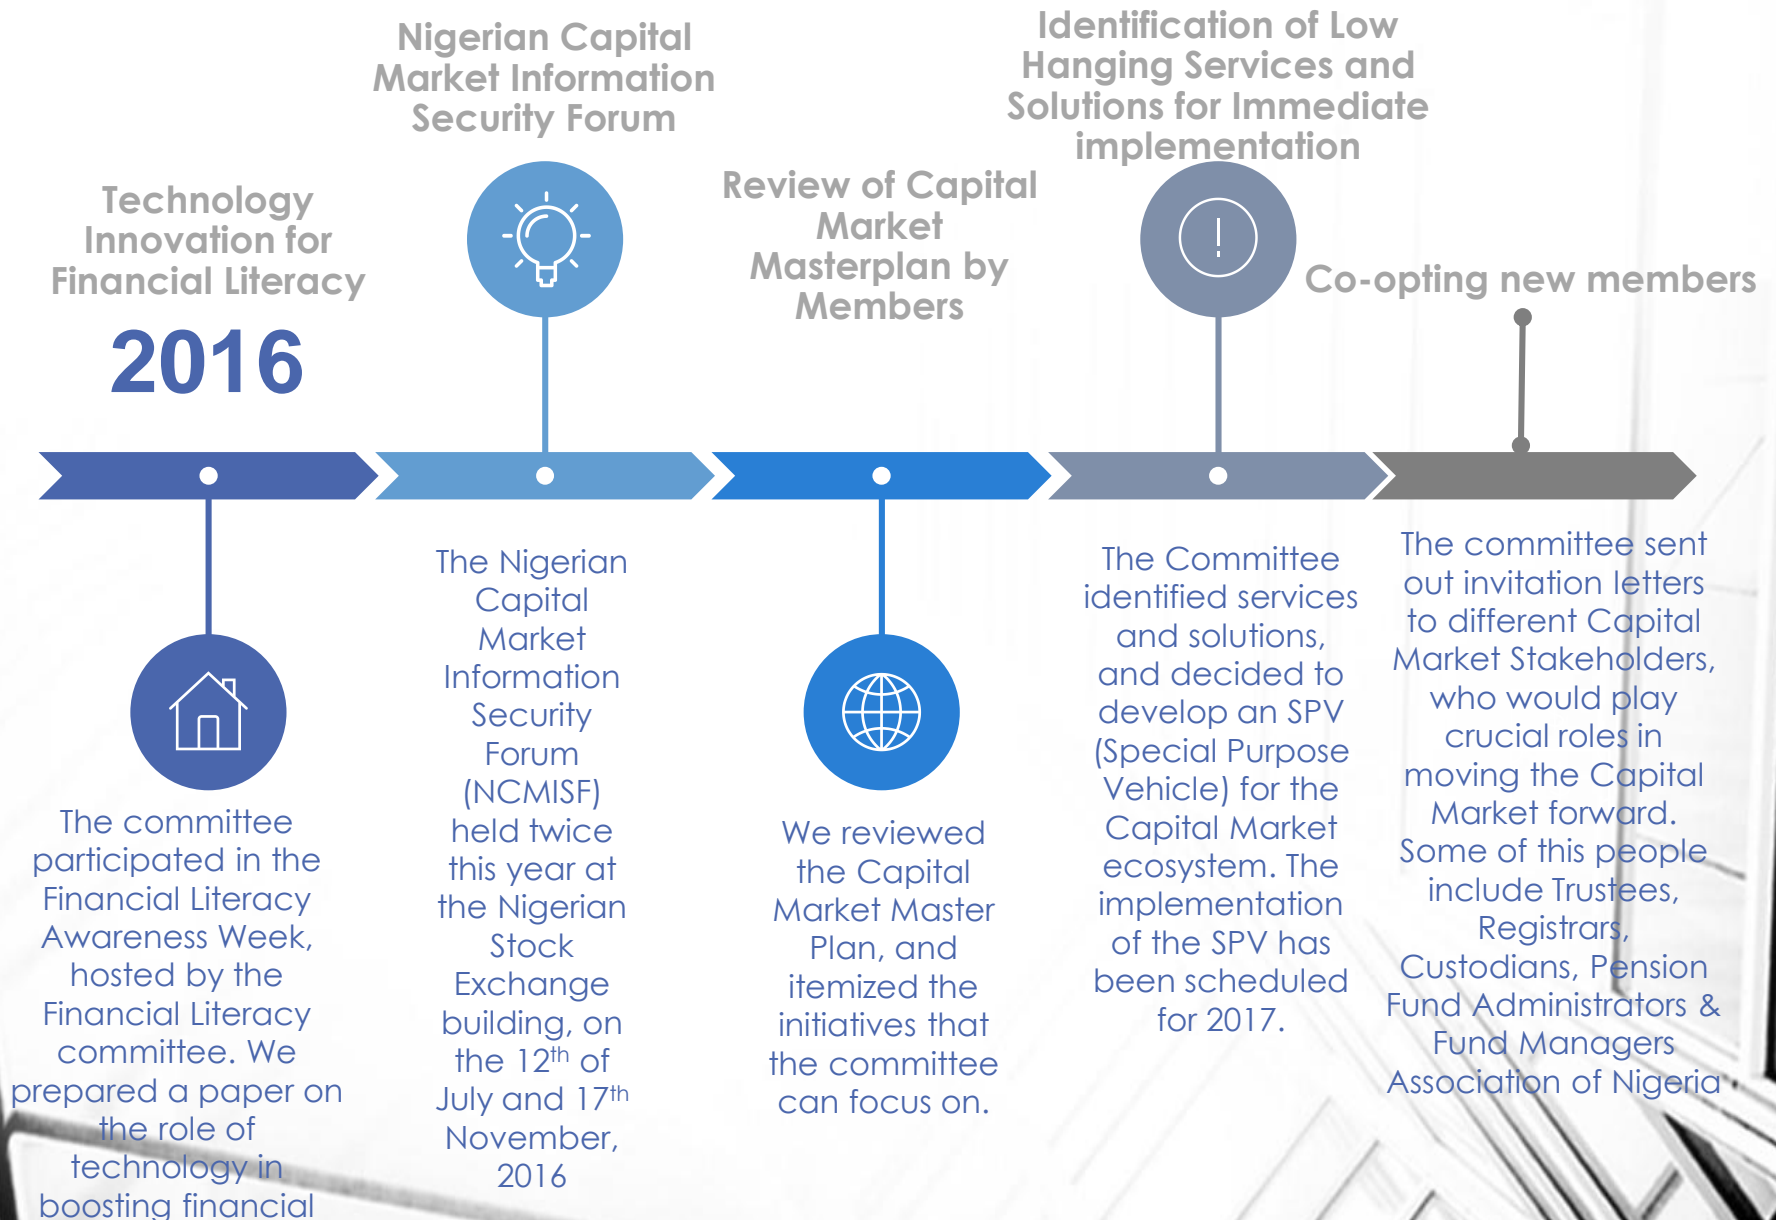 Technology
Innovation for
Financial Literacy
2016
The committee
participated in the
Financial Literacy
Awareness Week,
hosted by the
Financial Literacy
committee. We
prepared a paper on
the role of
technology in
boosting financial
Nigerian Capital
Market Information
Security Forum
The Nigerian
Capital
Market
Information
Security
Forum
(NCMISF)
held twice
this year at
the Nigerian
Stock
Exchange
building, on
the 12th of
July and 17th
November,
2016
Review of Capital
Market
Masterplan by
Members
We reviewed
the Capital
Market Master
Plan, and
itemized the
initiatives that
the committee
can focus on.
Identification of Low
Hanging Services and
Solutions for Immediate
implementation
The Committee
identified services
and solutions,
and decided to
develop an SPV
(Special Purpose
Vehicle) for the
Capital Market
ecosystem. The
implementation
of the SPV has
been scheduled
for 2017.
Co-opting new members
The committee sent
out invitation letters
to different Capital
Market Stakeholders,
who would play
crucial roles in
moving the Capital
Market forward.
Some of this people
include Trustees,
Registrars,
Custodians, Pension
Fund Administrators &
Fund Managers
Association of Nigeria